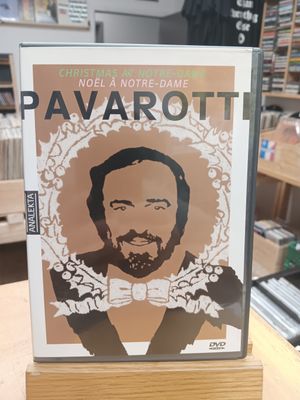 CHRISTMAS AT NOTRE-DAME
NOËL À NOTRE-DAME
PAVAROTTI
ANALEKTA
DVD